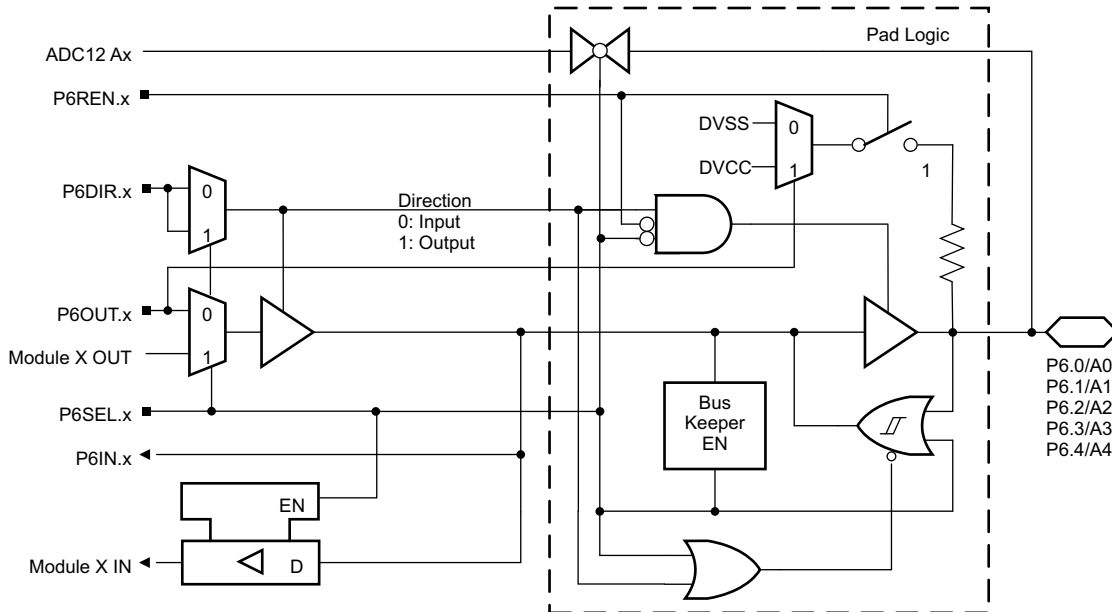 Pad Logic
ADC12 Ax
P6REN.x
DVSS
0
DVCC
1
1
P6DIR.x
0
1
Direction
0: Input
1: Output
P6OUT.x
0
Module X OUT
1
P6.0/A0
P6.1/A1
P6.2/A2
P6.3/A3
P6.4/A4
P6SEL.x
Bus
Keeper
EN
P6IN.x
EN
Module X IN
D